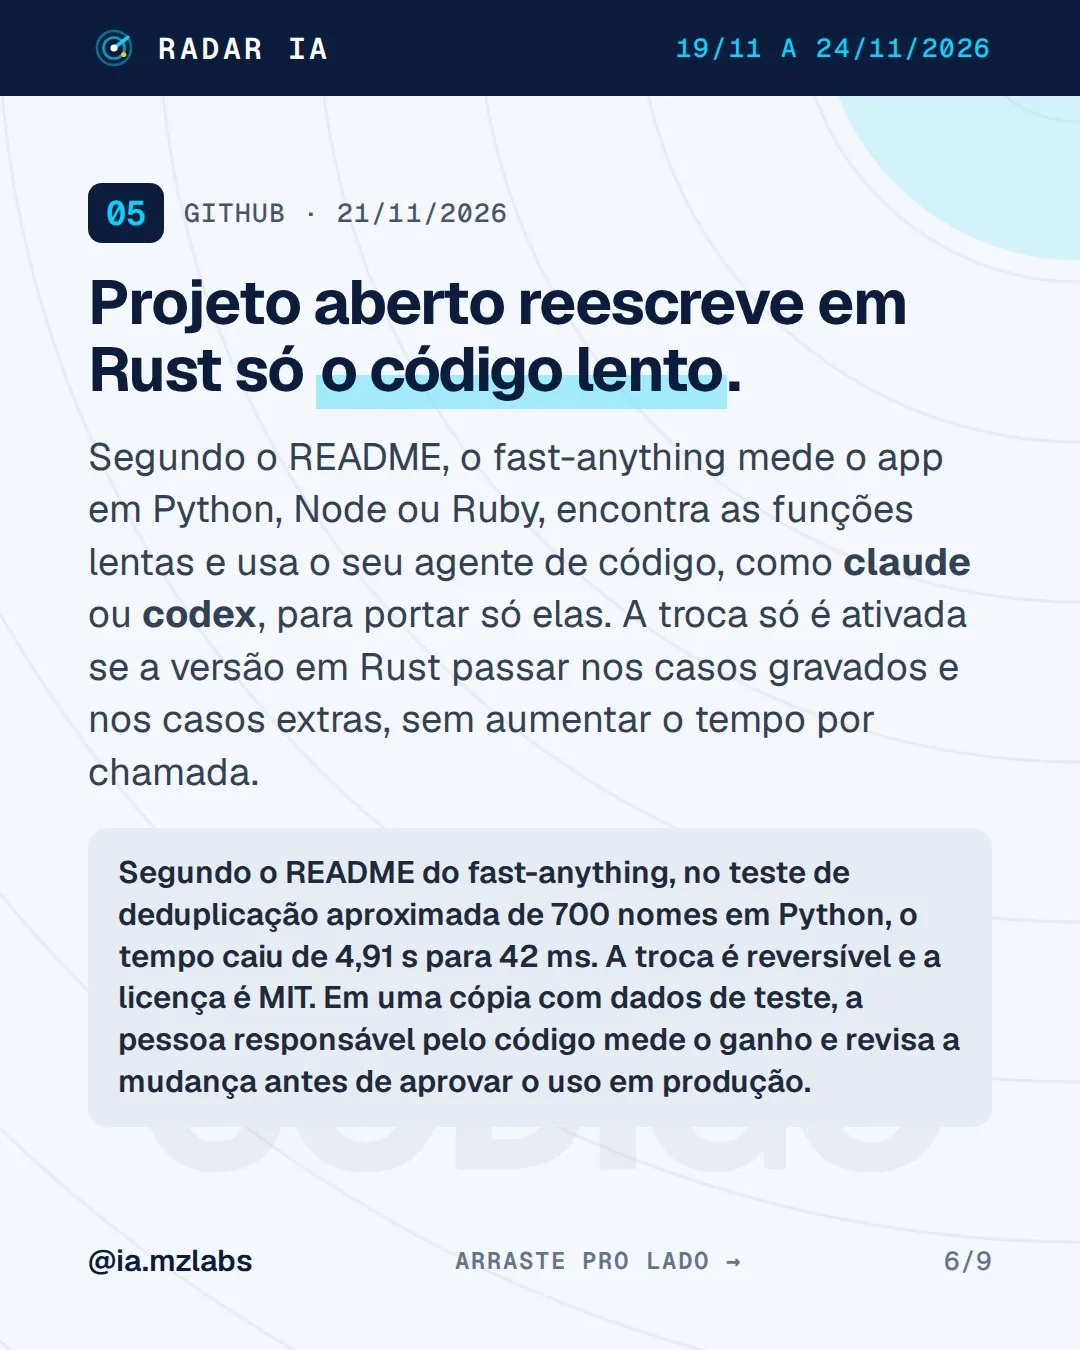 RADAR IA
19/11 A 24/11/2026
05
GITHUB · 21/11/2026
Projeto aberto reescreve em
Rust só o código lento.
Segundo o README, o fast-anything mede o app
em Python, Node ou Ruby, encontra as funções
lentas e usa o seu agente de código, como claude
ou codex, para portar só elas. A troca só é ativada
se a versão em Rust passar nos casos gravados e
nos casos extras, sem aumentar o tempo por
chamada.
Segundo o README do fast-anything, no teste de
deduplicação aproximada de 700 nomes em Python, o
tempo caiu de 4,91 s para 42 ms. A troca é reversível e a
licença é MIT. Em uma cópia com dados de teste, a
pessoa responsável pelo código mede o ganho e revisa a
mudança antes de aprovar o uso em produção.
@ia.mzlabs
ARRASTE PRO LADO →
6/9